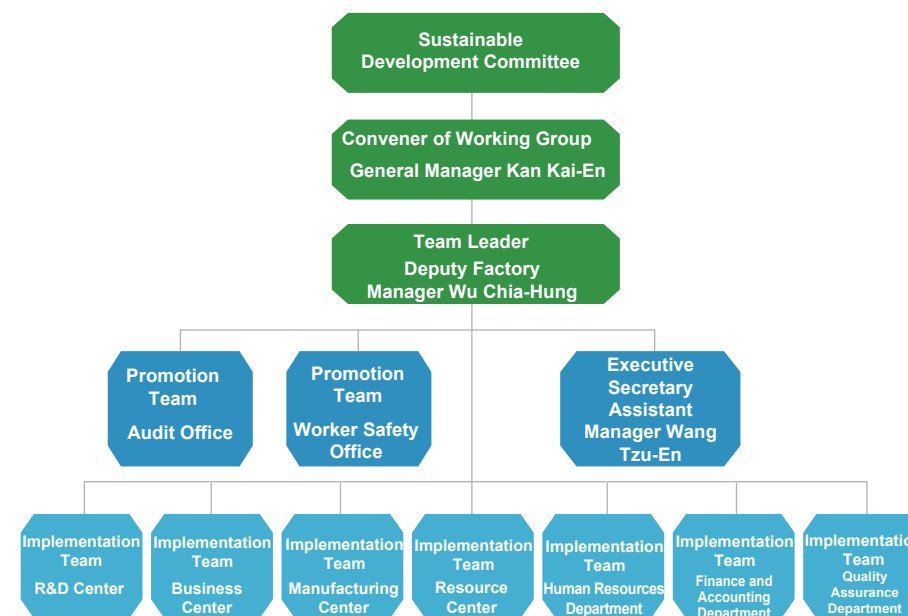 Sustainable
Development Committee
Convener of Working Group
General Manager Kan Kai-En
Team Leader
Deputy Factory
Manager Wu Chia-Hung
Promotion
Team
Audit Office
Promotion
Team
Worker Safety
Office
Executive
Secretary
Assistant
Manager Wang
Tzu-En
Implementation
Team
R&D Center
Implementation
Team
Business
Center
Implementation
Team
Manufacturing
Center
Implementation
Team
Resource
Center
Implementation
Team
Human Resources
Department
Implementation
Team
Finance and
Accounting
Department
Implementatio
Team
Quality
Assurance
Department